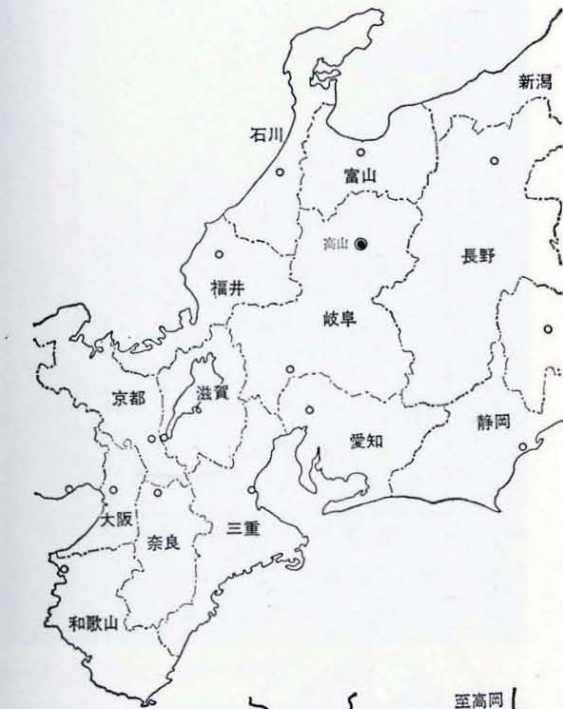 新潟
石川
富山
高山
長野
福井
岐阜
京都
滋賀
静岡
愛知
大阪
三重
奈良
和歌山
至高岡